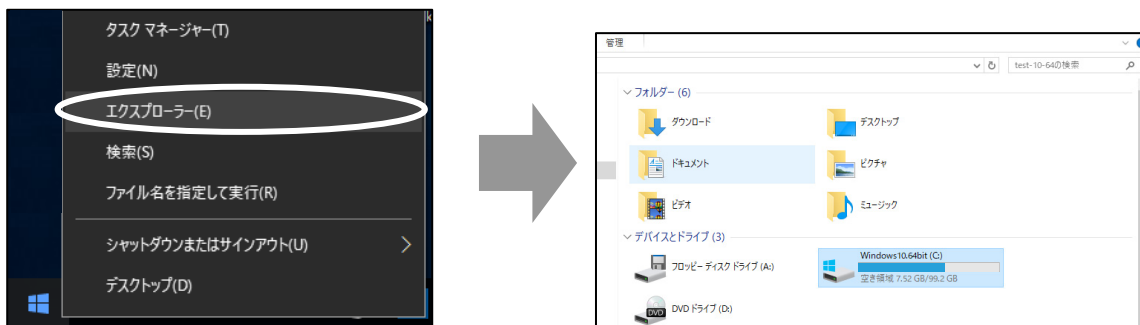 タスク マネージャー(T)
設定(N)
エクスプローラー(E)
検索(S)
ファイル名を指定して実行(R)
シャットダウンまたはサインアウト(U)
デスクトップ(D)
管理
test-10-64の検索
フォルダー (6)
ダウンロード
デスクトップ
ドキュメント
ピクチャ
ビデオ
ミュージック
デバイスとドライブ (3)
フロッピー ディスク ドライブ (A:)
Windows10.64bit (C:)
空き領域 7.52 GB/99.2 GB
DVD ドライブ (D:)
DVD